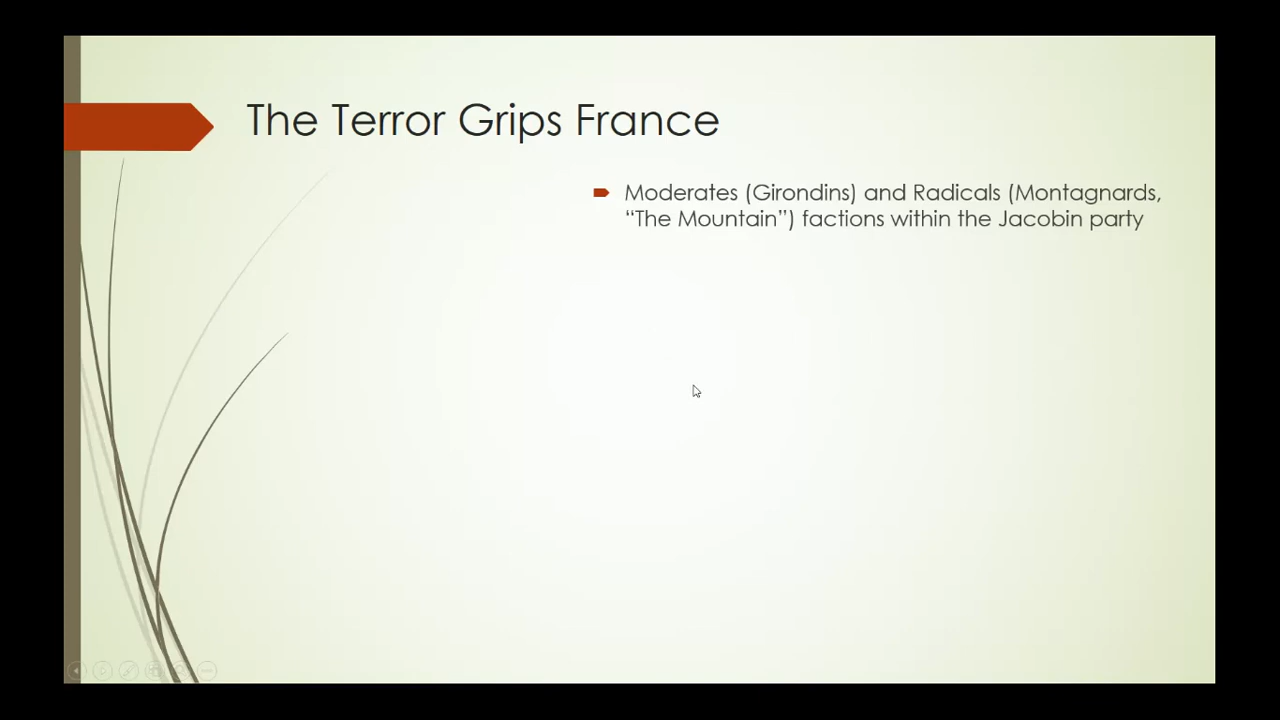 The Terror Grips France
Moderates (Girondins) and Radicals (Montagnards,
“The Mountain”) factions within the Jacobin party